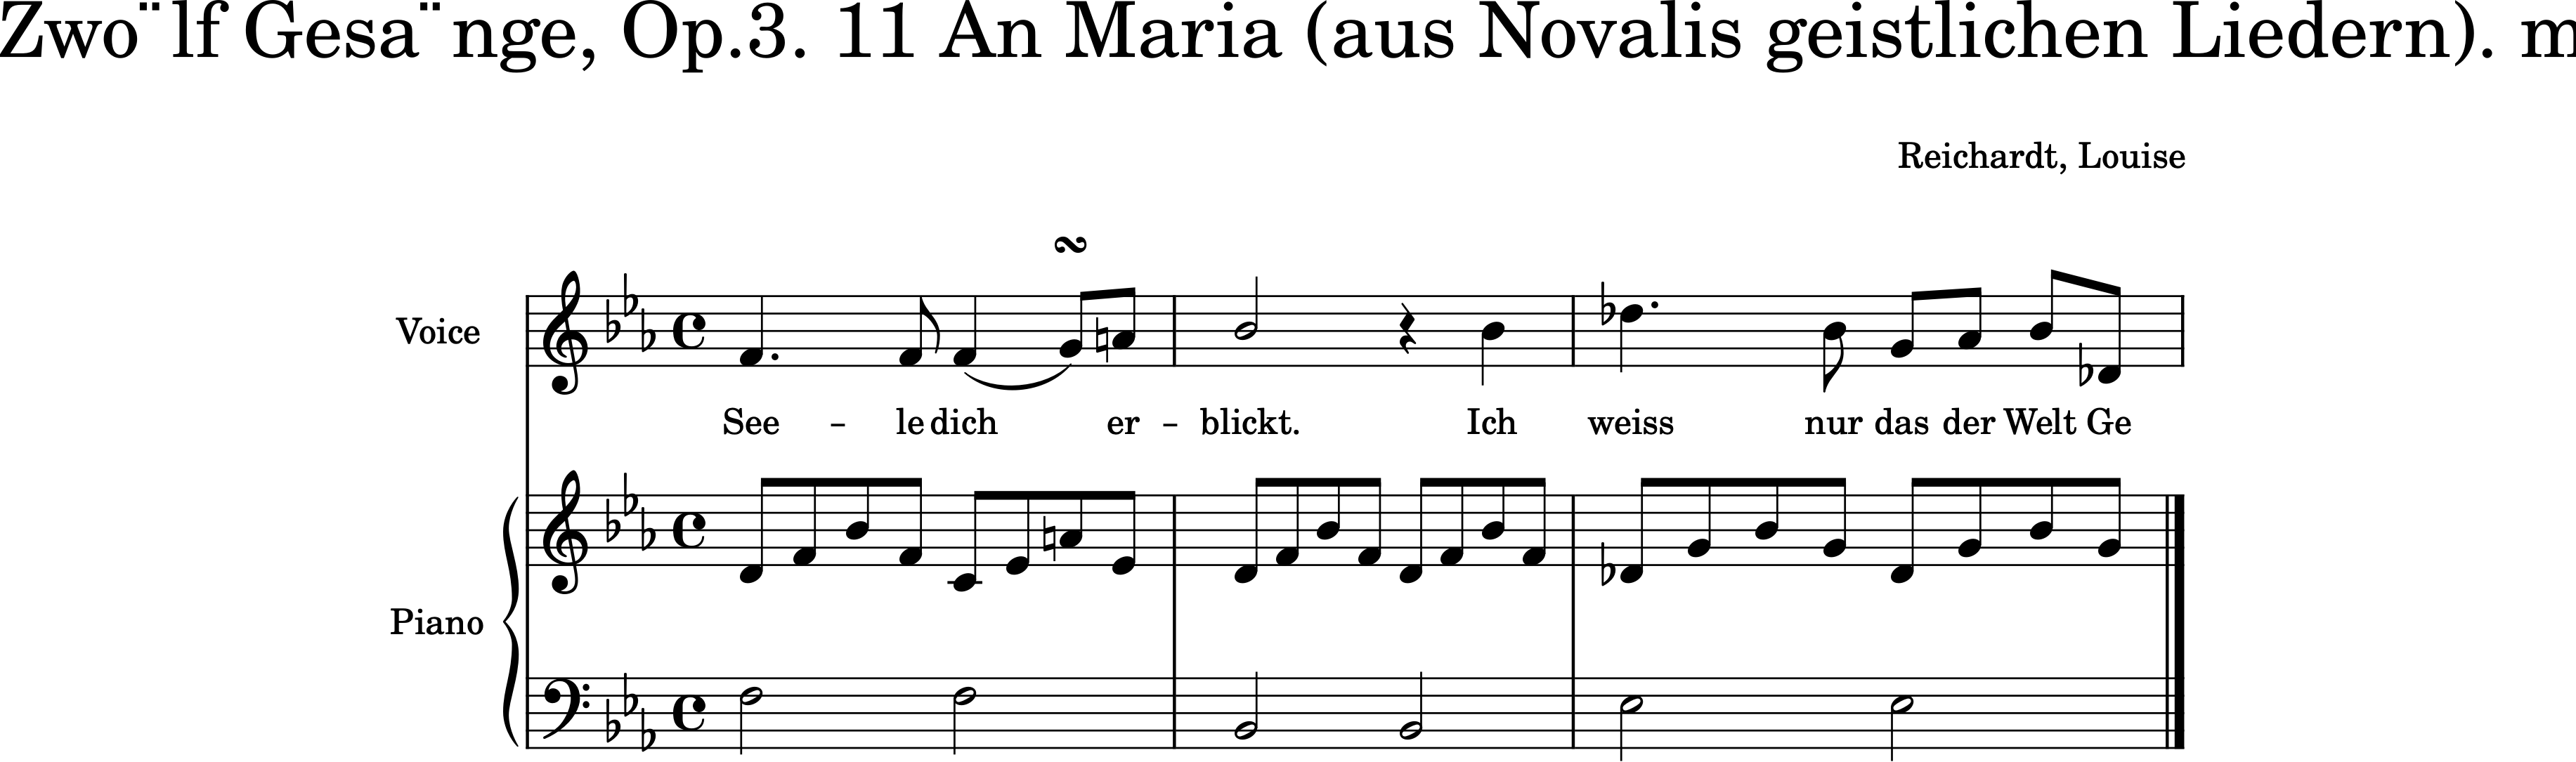 Zwo¨lf Gesa¨nge, Op.3. 11 An Maria (aus Novalis geistlichen Liedern). m
Reichardt, Louise
Voice
See - le dich er - blickt. Ich weiss nur das der Welt Ge
Piano